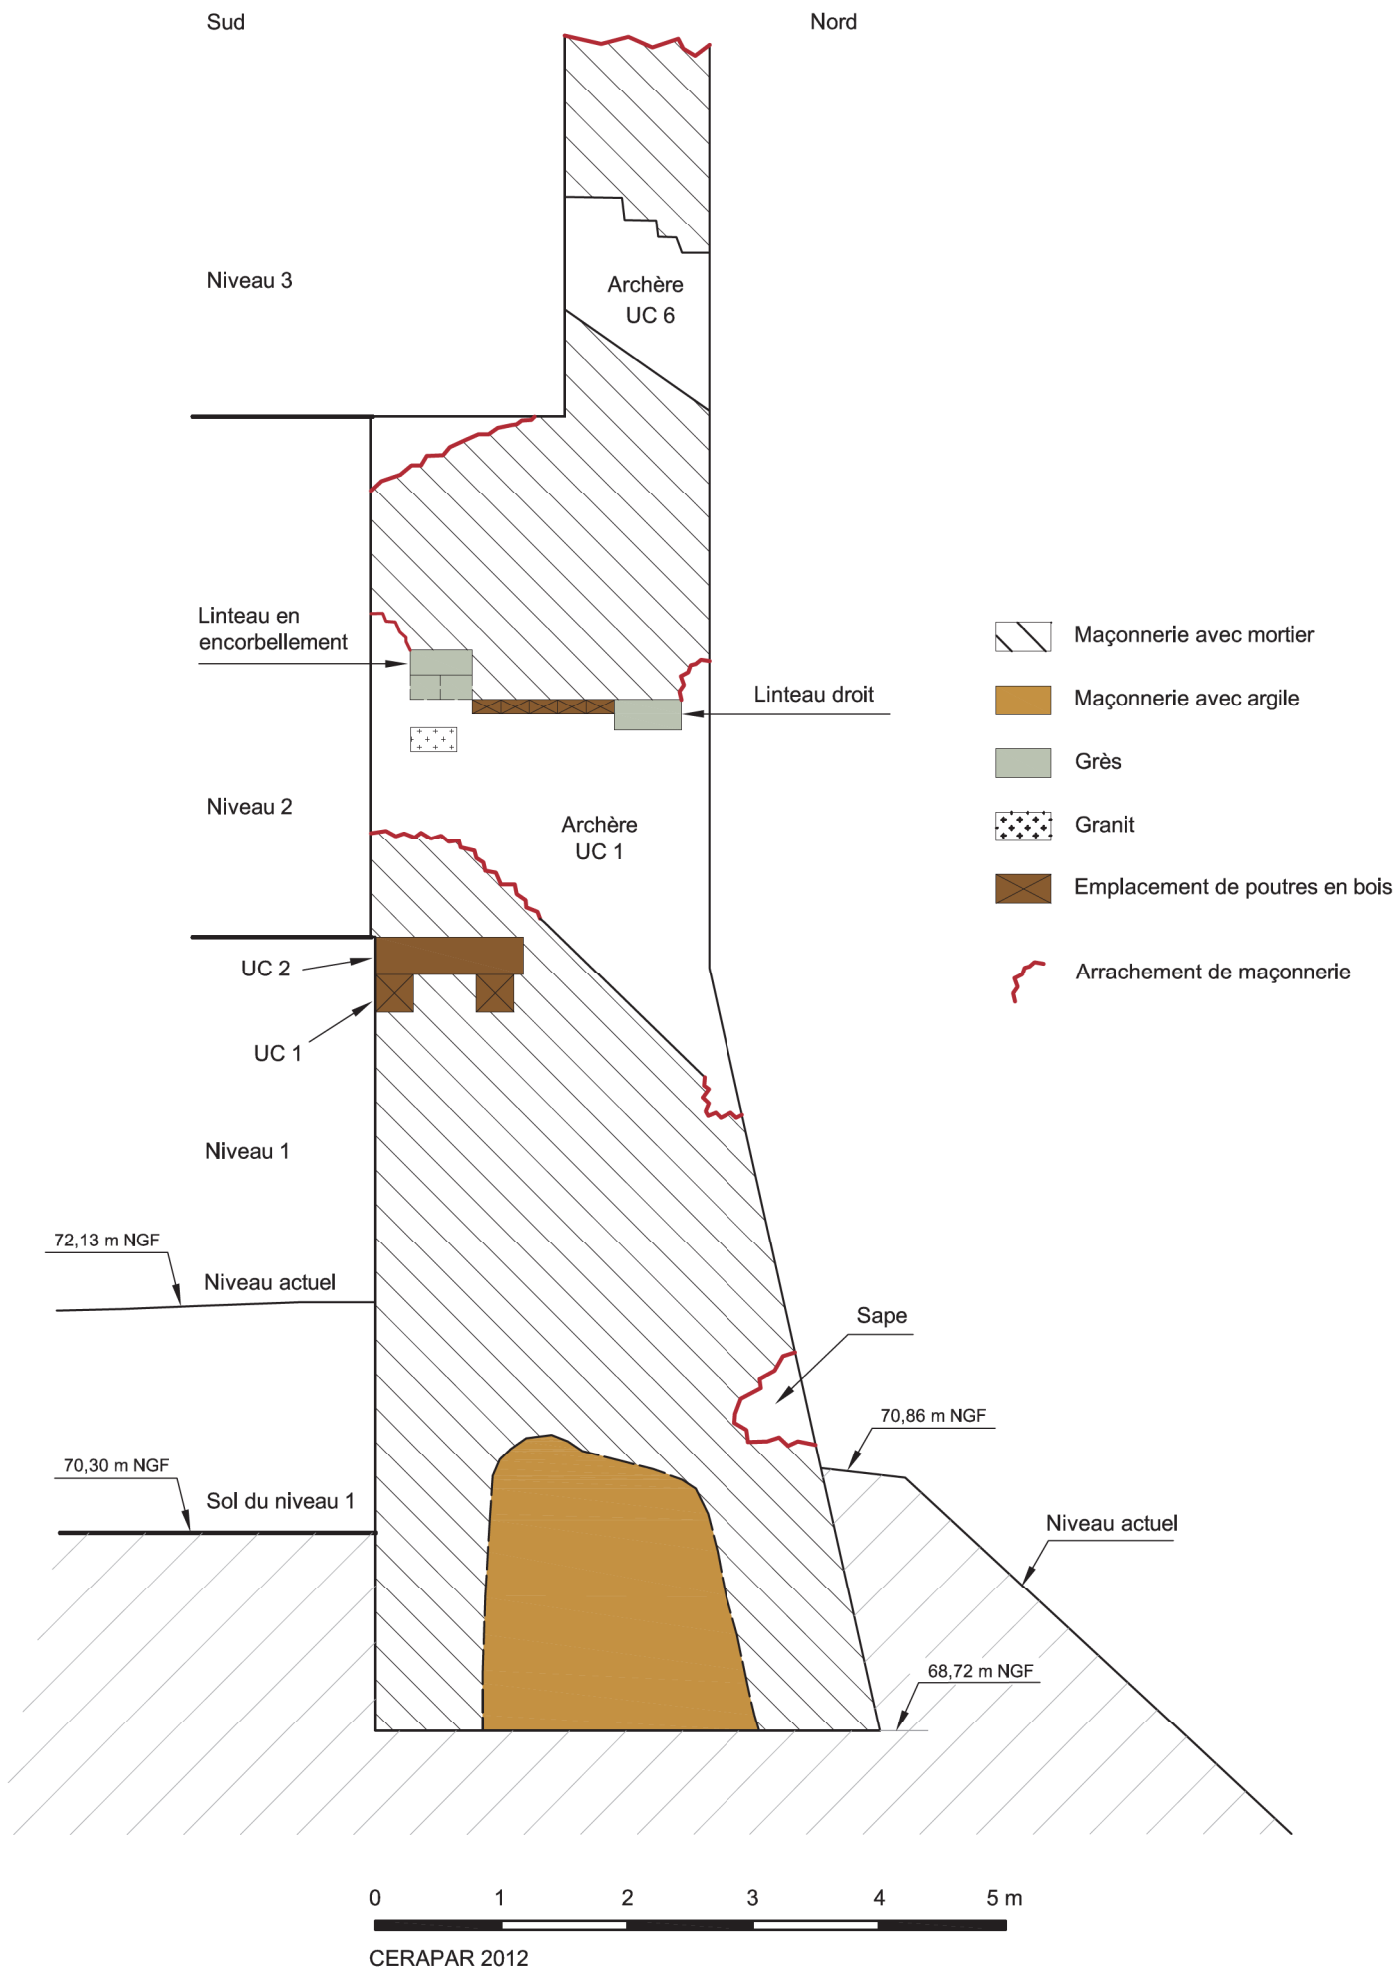 Sud
Nord
Niveau 3
Archère
UC 6
Linteau en
encorbellement
Linteau droit
Niveau 2
Archère
UC 1
UC 2
UC 1
Niveau 1
72,13 m NGF
Niveau actuel
Sape
70,86 m NGF
70,30 m NGF
Sol du niveau 1
Niveau actuel
68,72 m NGF
Maçonnerie avec mortier
Maçonnerie avec argile
Grès
Granit
Emplacement de poutres en bois
Arrachement de maçonnerie
0 1 2 3 4 5 m
CERAPAR 2012